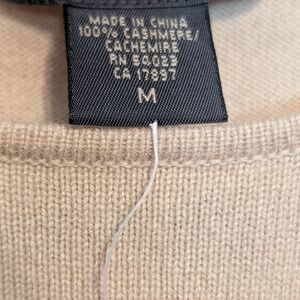 MADE IN CHINA
100% CASHMERE/
CACHEMIRE
RN 54023
CA 17897
M